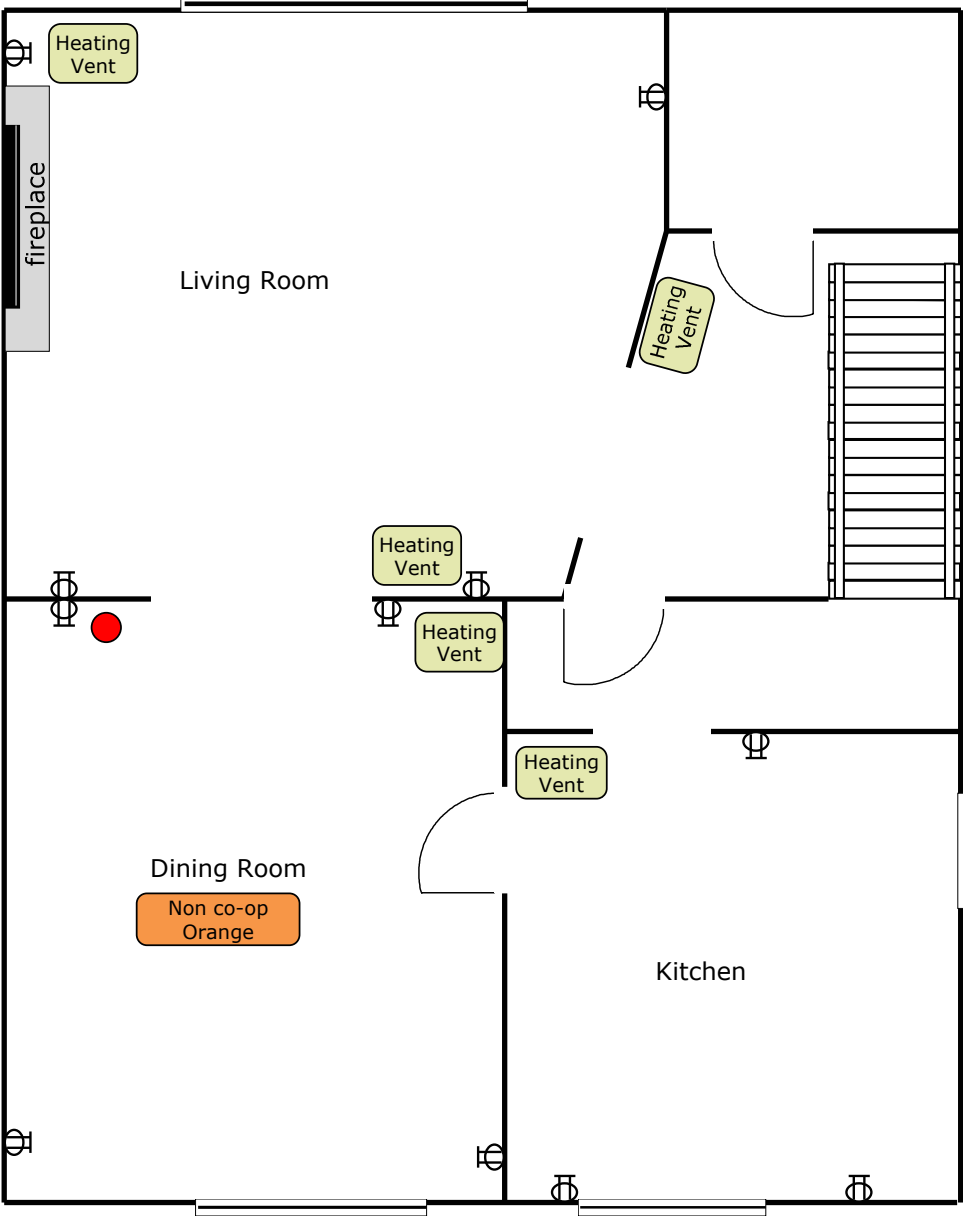 Heating
Vent
fireplace
Living Room
Heating
Vent
Heating
Vent
Heating
Vent
Heating
Vent
Dining Room
Non co-op
Orange
Kitchen